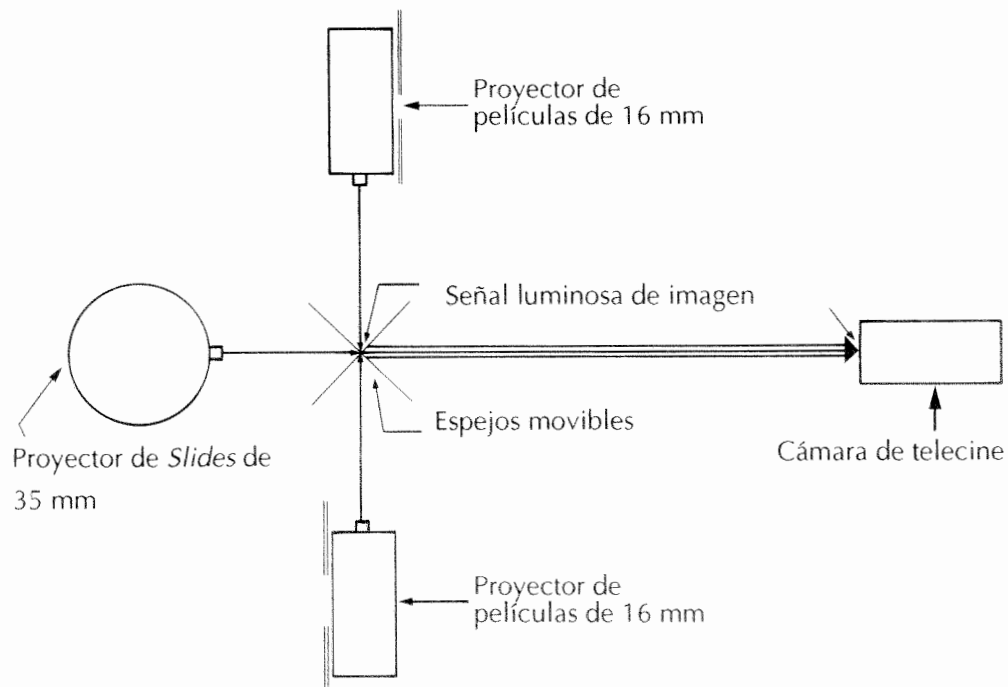 Proyector de
películas de 16 mm
Señal luminosa de imagen
Espejos movibles
Proyector de Slides de
35 mm
Cámara de telecine
Proyector de
películas de 16 mm